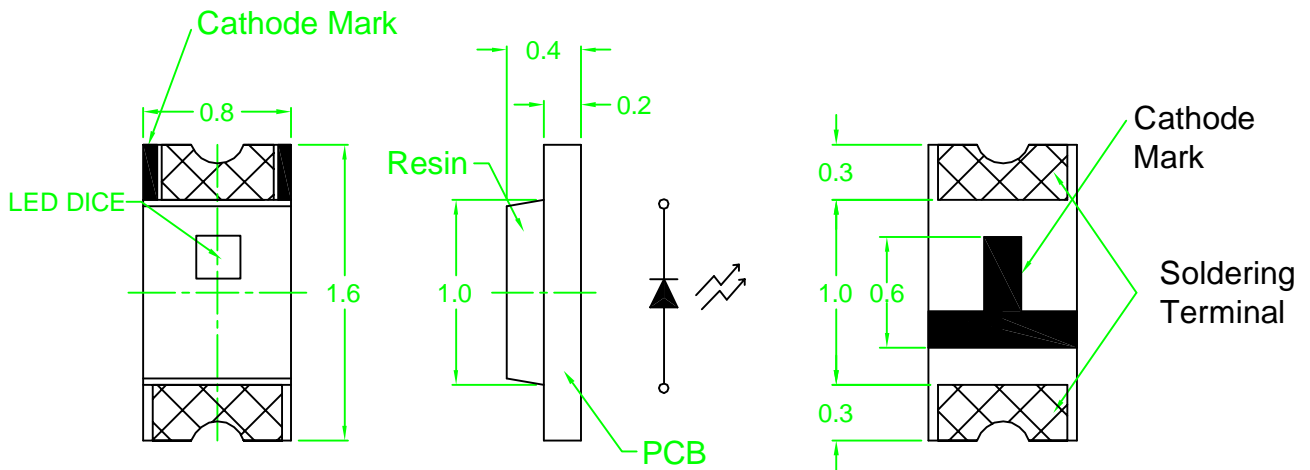 Cathode Mark
0.8
LED DICE
1.6
0.4
0.2
Resin
1.0
PCB
Cathode
Mark
0.3
1.0
0.6
0.3
Soldering
Terminal